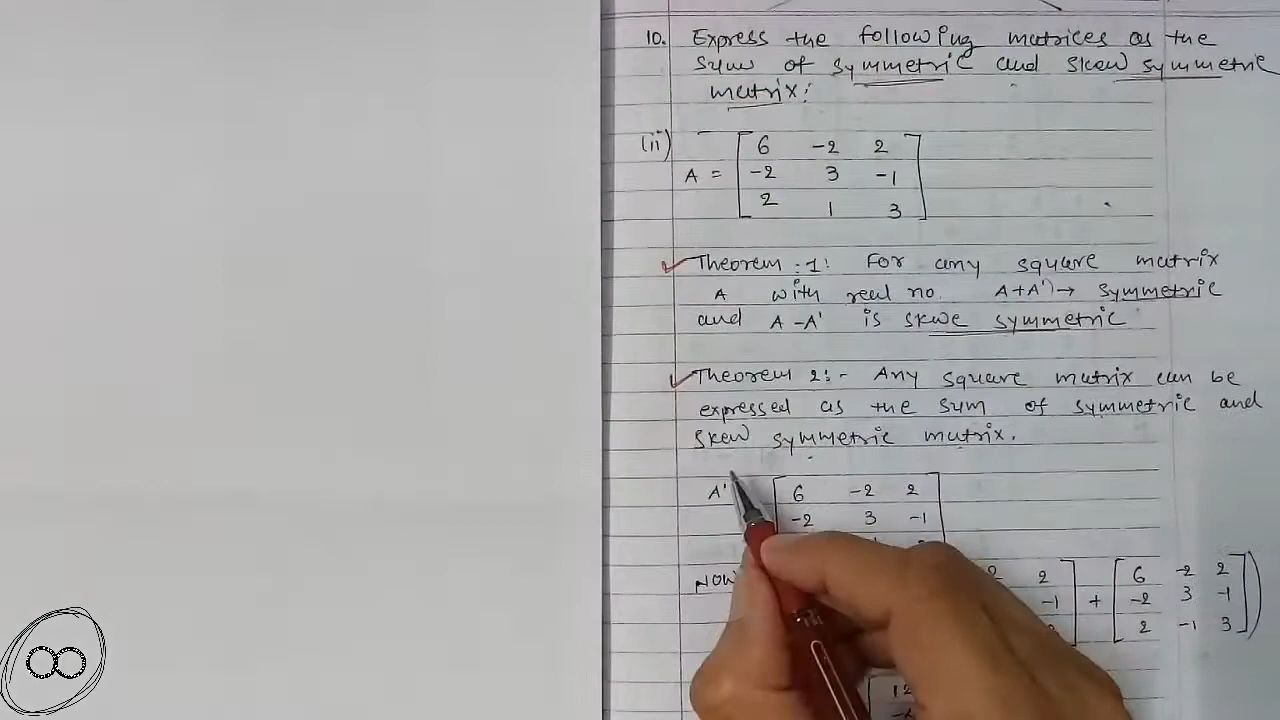 10. Express the following matrices as the
sum of symmetric and skew symmetric
matrix:
(ii)
6 -2 2
A = -2 3 -1
2 1 3
Theorem :1: For any square matrix
A with real no. A+A') → symmetric
and A-A' is skwe symmetric
Theorem 2:- Any square matrix can be
expressed as the sum of symmetric and
skew symmetric matrix.
A' 6 -2 2
-2 3 -1
Now 2 6 -2 2
-1 + -2 3 -1
2 -1 3
12